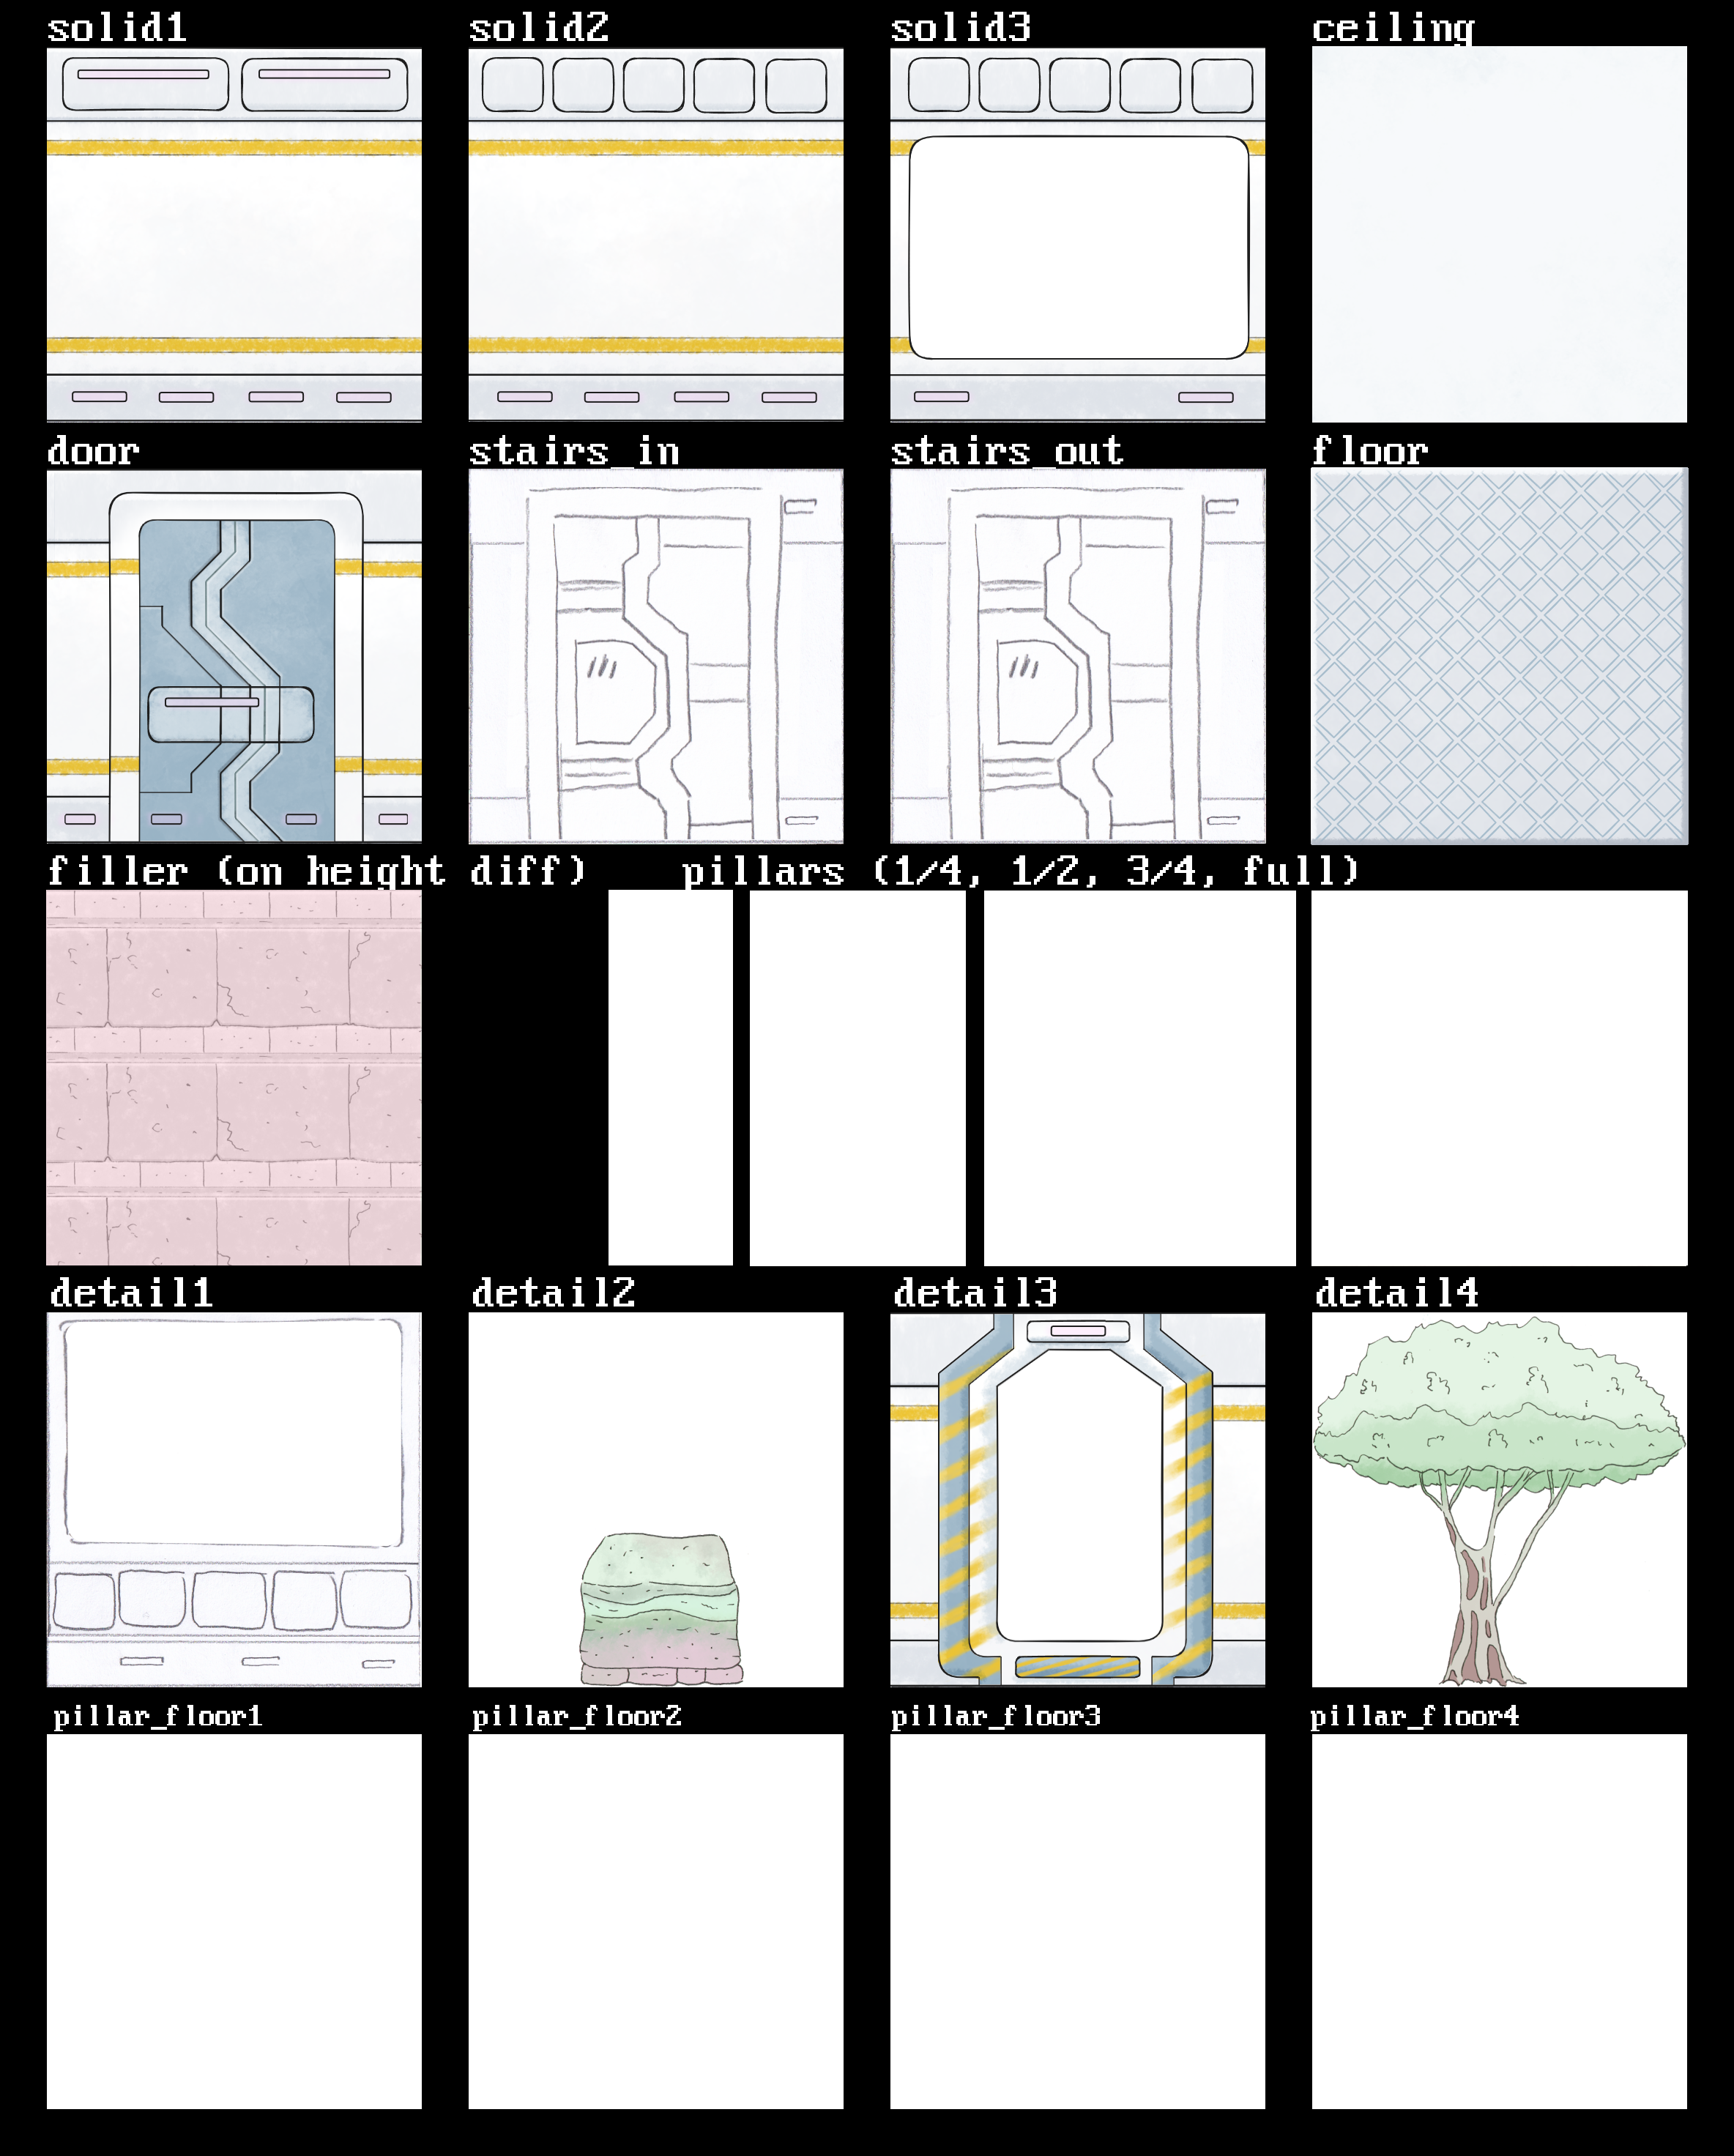 solid1 solid2 solid3 ceiling
door stairs_in stairs_out floor
filler (on height diff) pillars (1/4, 1/2, 3/4, full)
detail1 detail2 detail3 detail4
pillar_floor1 pillar_floor2 pillar_floor3 pillar_floor4